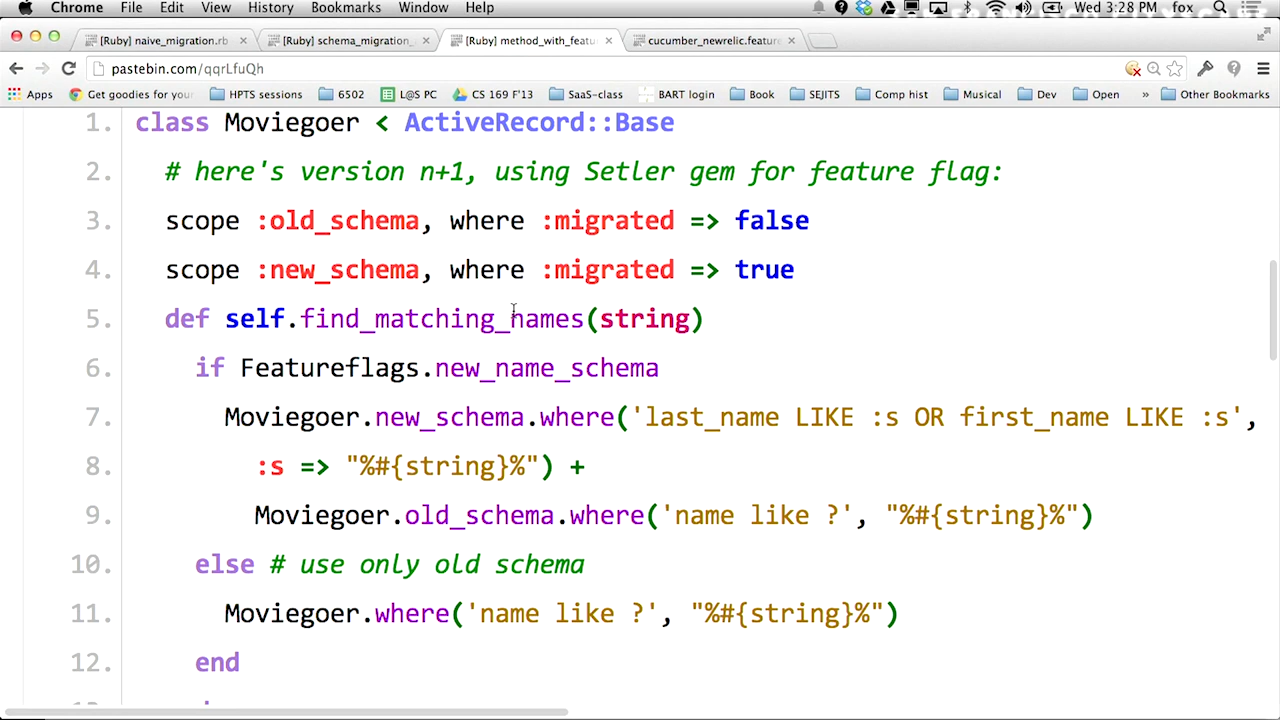 Chrome File Edit View History Bookmarks Window Help Wed 3:28 PM fox
[Ruby] naive_migration.rb [Ruby] schema_migration_ [Ruby] method_with_featu cucumber_newrelic.feature
pastebin.com/qqrLfuQh
Apps Get goodies for your HPTS sessions 6502 L@S PC CS 169 F'13 SaaS-class BART login Book SEJITS Comp hist Musical Dev Open » Other Bookmarks
1. class Moviegoer < ActiveRecord::Base
2. # here's version n+1, using Setler gem for feature flag:
3. scope :old_schema, where :migrated => false
4. scope :new_schema, where :migrated => true
5. def self.find_matching_names(string)
6. if Featureflags.new_name_schema
7. Moviegoer.new_schema.where('last_name LIKE :s OR first_name LIKE :s',
8. :s => "%#{string}%") +
9. Moviegoer.old_schema.where('name like ?', "%#{string}%")
10. else # use only old schema
11. Moviegoer.where('name like ?', "%#{string}%")
12. end